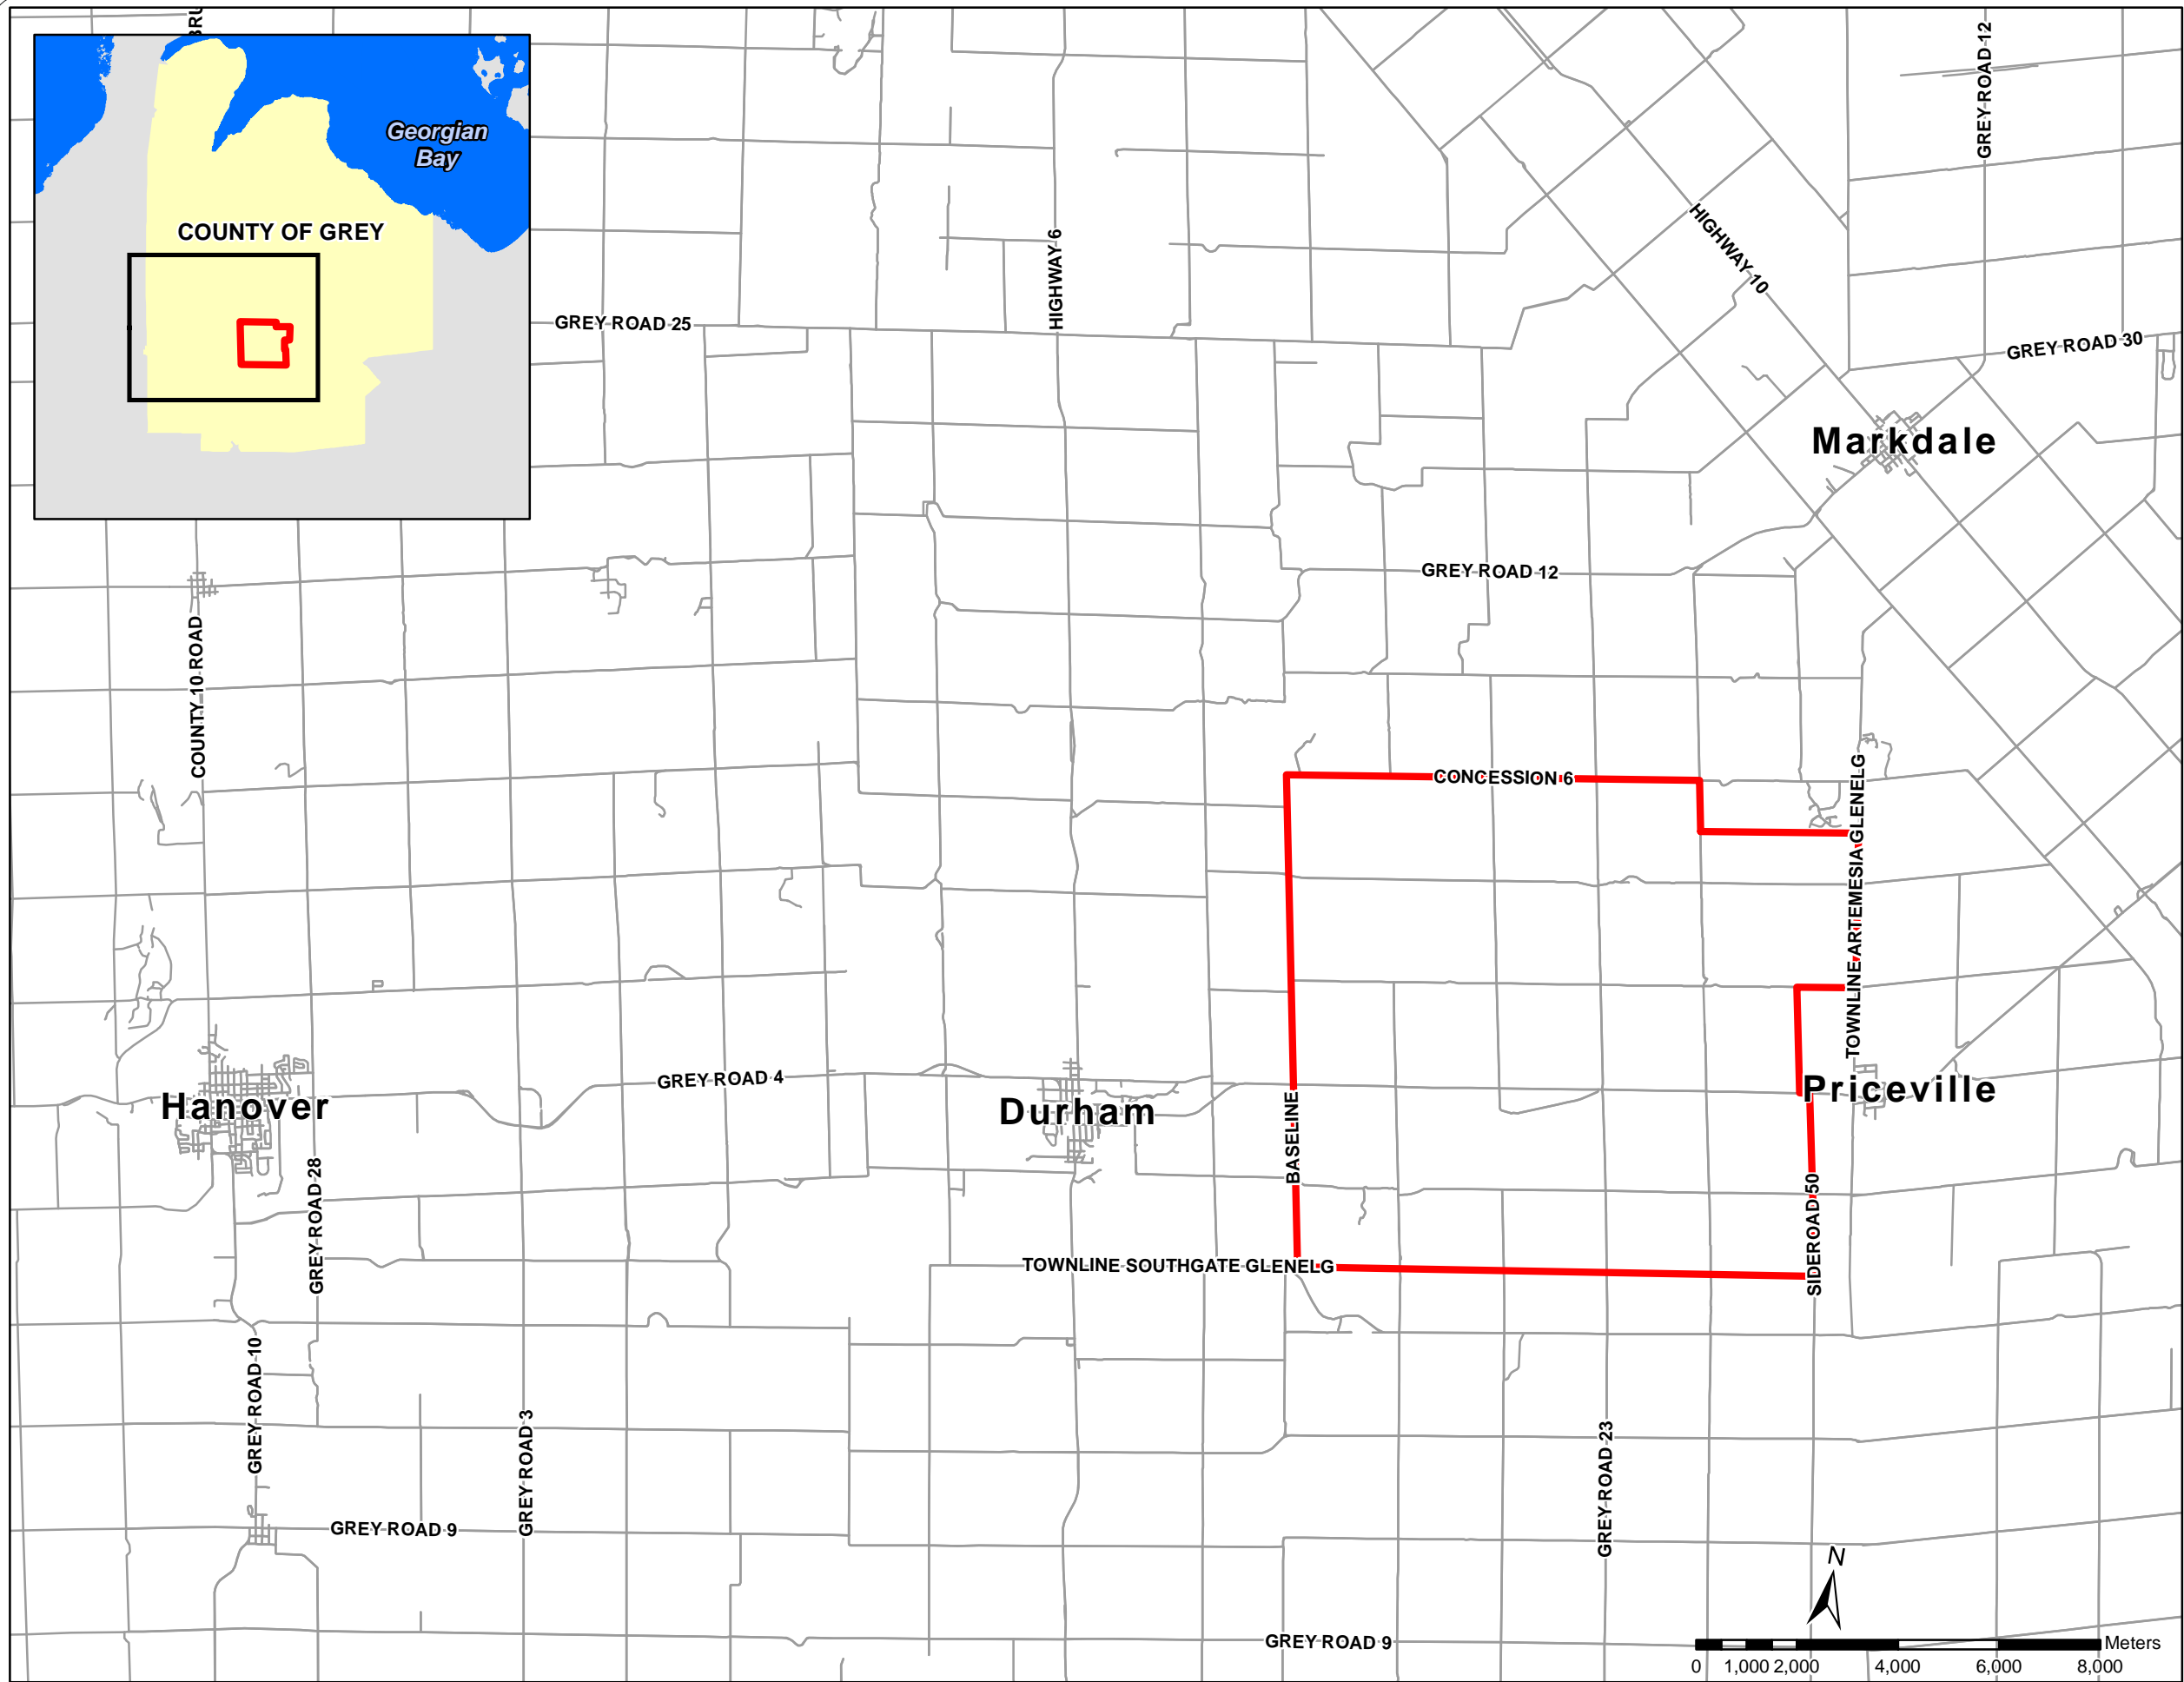 GREY ROAD 12
Georgian
Bay
COUNTY OF GREY
HIGHWAY 6
HIGHWAY 10
GREY ROAD 25
GREY ROAD 30
Markdale
GREY ROAD 12
COUNTY 10 ROAD
CONCESSION 6
TOWNLINE ARTEMESIA GLENELG
GREY ROAD 4
Hanover
Durham
Priceville
BASELINE
GREY ROAD 28
SIDEROAD 50
TOWNLINE SOUTHGATE GLENELG
GREY ROAD 10
GREY ROAD 3
GREY ROAD 23
GREY ROAD 9
N
GREY ROAD 9
Meters
0 1,000 2,000 4,000 6,000 8,000